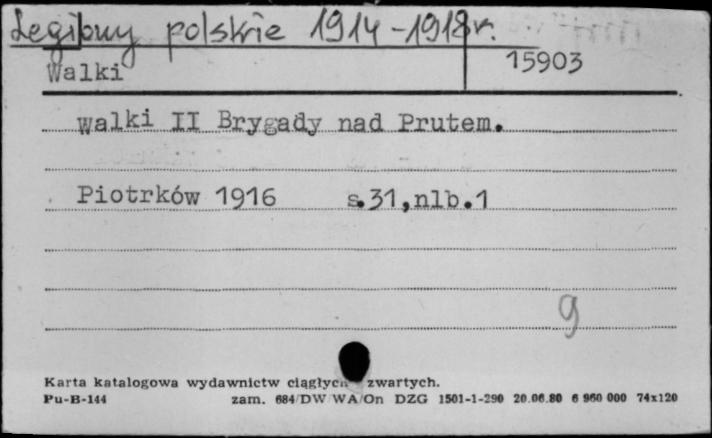 Legiony polskie 1914-1918r.
Walki 15903
Walki II Brygady nad Prutem.
Piotrków 1916 s.31,nlb.1
9
Karta katalogowa wydawnictw ciągłych zwartych.
Pu-B-144 zam. 684/DW WA/On DZG 1501-1-290 20.06.80 6 960 000 74x120